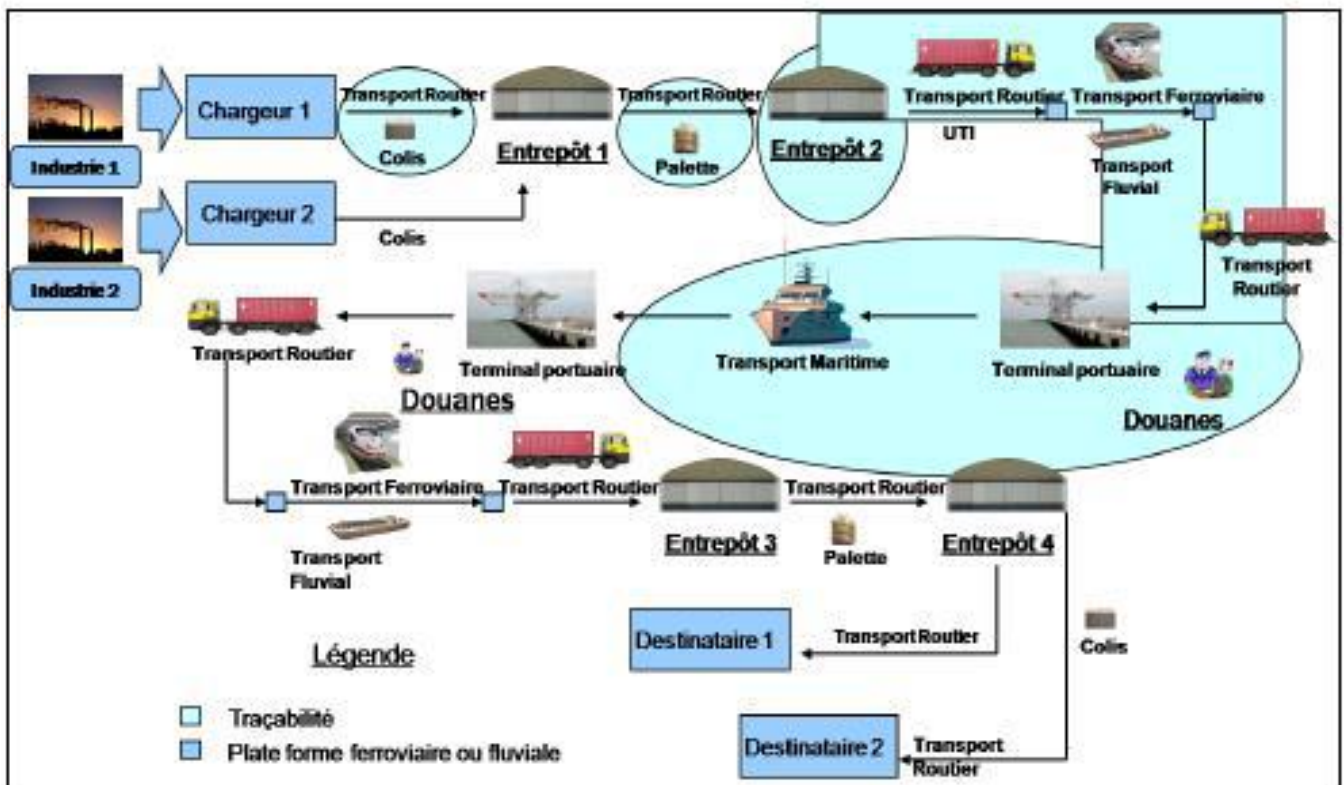 Transport Routier
Transport Routier
Transport Routier
Transport Ferroviaire
Chargeur 1
UTI
Colis
Entrepôt 1
Palette
Entrepôt 2
Transport
Fluvial
Industrie 1
Chargeur 2
Colis
Transport
Routier
Industrie 2
Transport Routier
Terminal portuaire
Transport Maritime
Terminal portuaire
Douanes
Douanes
Transport Ferroviaire
Transport Routier
Transport Routier
Transport
Fluvial
Entrepôt 3
Palette
Entrepôt 4
Destinataire 1
Transport Routier
Colis
Légende
Traçabilité
Plate forme ferroviaire ou fluviale
Destinataire 2
Transport
Routier